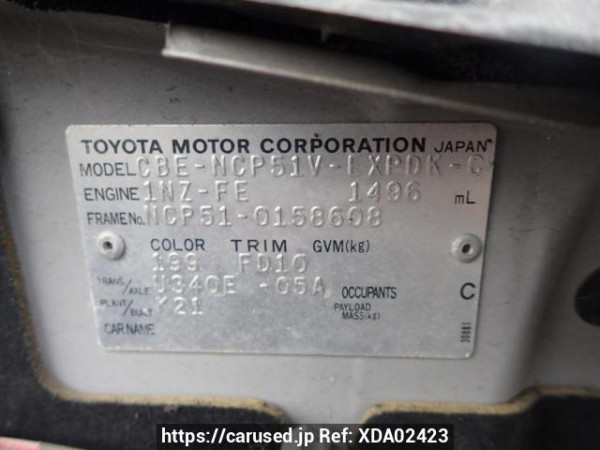 TOYOTA MOTOR CORPORATION JAPAN
MODEL CBE-NCP51V-EXPDK-G
ENGINE 1NZ-FE 1496 mL
FRAME No. NCP51-0158608
COLOR TRIM GVM(kg)
199 FD10
TRANS/AXLE U340E -05A OCCUPANTS C
PLANT/BUILT Y21 PAYLOAD MASS(kg)
CAR NAME
30881
https://carused.jp Ref: XDA02423